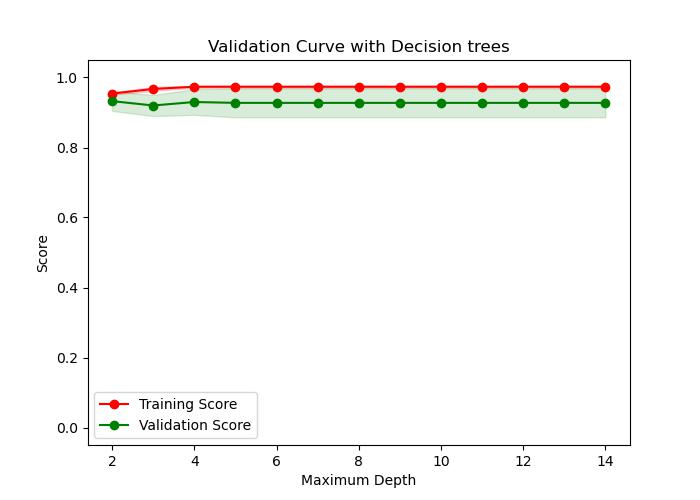 Validation Curve with Decision trees
1.0
0.8
0.6
0.4
0.2
0.0
Score
Training Score
Validation Score
2 4 6 8 10 12 14
Maximum Depth